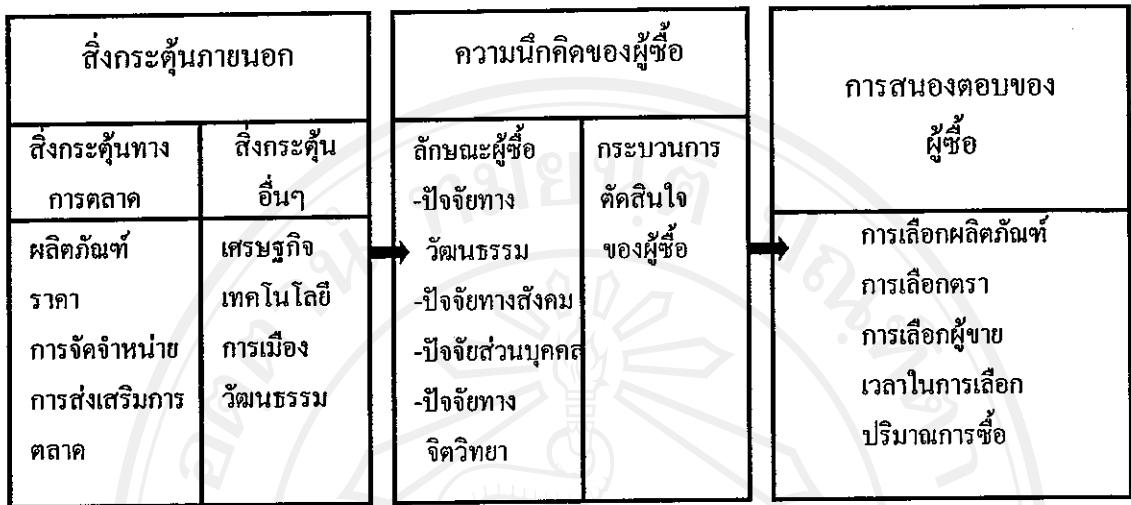 สิ่งกระตุ้นภายนอก
สิ่งกระตุ้นทาง
การตลาด
สิ่งกระตุ้น
อื่นๆ
ผลิตภัณฑ์
ราคา
การจัดจำหน่าย
การส่งเสริมการ
ตลาด
เศรษฐกิจ
เทคโนโลยี
การเมือง
วัฒนธรรม
ความนึกคิดของผู้ซื้อ
ลักษณะผู้ซื้อ
-ปัจจัยทาง
วัฒนธรรม
-ปัจจัยทางสังคม
-ปัจจัยส่วนบุคคล
-ปัจจัยทาง
จิตวิทยา
กระบวนการ
ตัดสินใจ
ของผู้ซื้อ
การสนองตอบของ
ผู้ซื้อ
การเลือกผลิตภัณฑ์
การเลือกตรา
การเลือกผู้ขาย
เวลาในการเลือก
ปริมาณการซื้อ